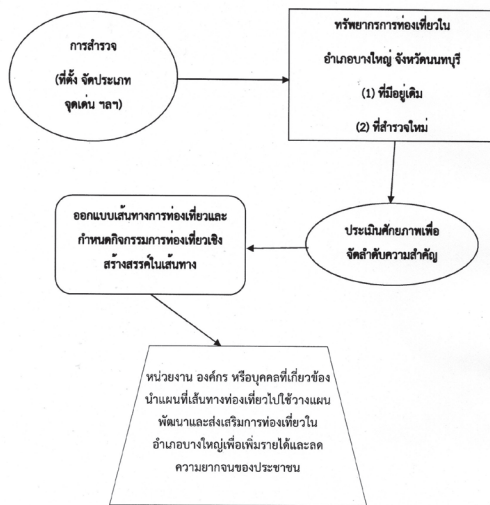 การสำรวจ
(ที่ตั้ง จัดประเภท
จุดเด่น ฯลฯ)
ทรัพยากรการท่องเที่ยวใน
อำเภอบางใหญ่ จังหวัดนนทบุรี
(1) ที่มีอยู่เดิม
(2) ที่สำรวจใหม่
ประเมินศักยภาพเพื่อ
จัดลำดับความสำคัญ
ออกแบบเส้นทางการท่องเที่ยวและ
กำหนดกิจกรรมการท่องเที่ยวเชิง
สร้างสรรค์ในเส้นทาง
หน่วยงาน องค์กร หรือบุคคลที่เกี่ยวข้อง
นำแผนที่เส้นทางท่องเที่ยวไปใช้วางแผน
พัฒนาและส่งเสริมการท่องเที่ยวใน
อำเภอบางใหญ่เพื่อเพิ่มรายได้และลด
ความยากจนของประชาชน